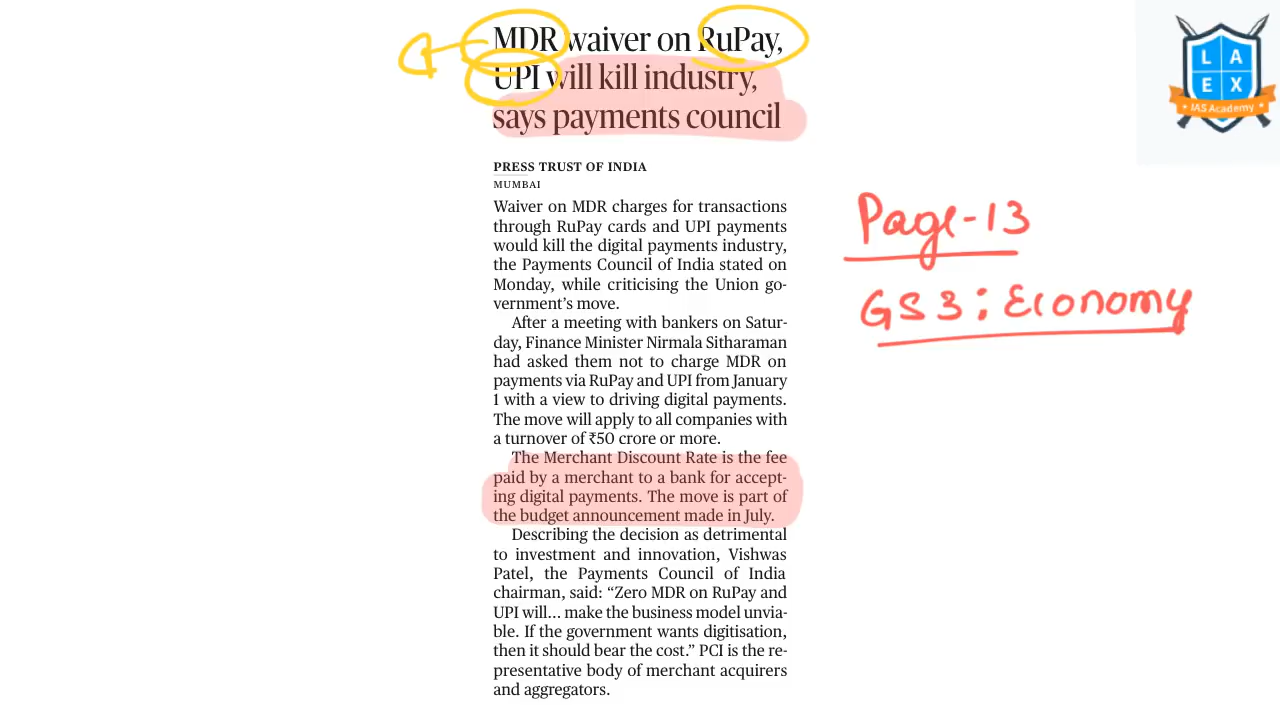 MDR waiver on RuPay,
UPI will kill industry,
says payments council
PRESS TRUST OF INDIA
MUMBAI
Waiver on MDR charges for transactions
through RuPay cards and UPI payments
would kill the digital payments industry,
the Payments Council of India stated on
Monday, while criticising the Union go-
vernment's move.
After a meeting with bankers on Satur-
day, Finance Minister Nirmala Sitharaman
had asked them not to charge MDR on
payments via RuPay and UPI from January
1 with a view to driving digital payments.
The move will apply to all companies with
a turnover of ₹50 crore or more.
The Merchant Discount Rate is the fee
paid by a merchant to a bank for accept-
ing digital payments. The move is part of
the budget announcement made in July.
Describing the decision as detrimental
to investment and innovation, Vishwas
Patel, the Payments Council of India
chairman, said: “Zero MDR on RuPay and
UPI will... make the business model unvia-
ble. If the government wants digitisation,
then it should bear the cost.” PCI is the re-
presentative body of merchant acquirers
and aggregators.
Page-13
GS3: Economy
L A
E X
IAS Academy